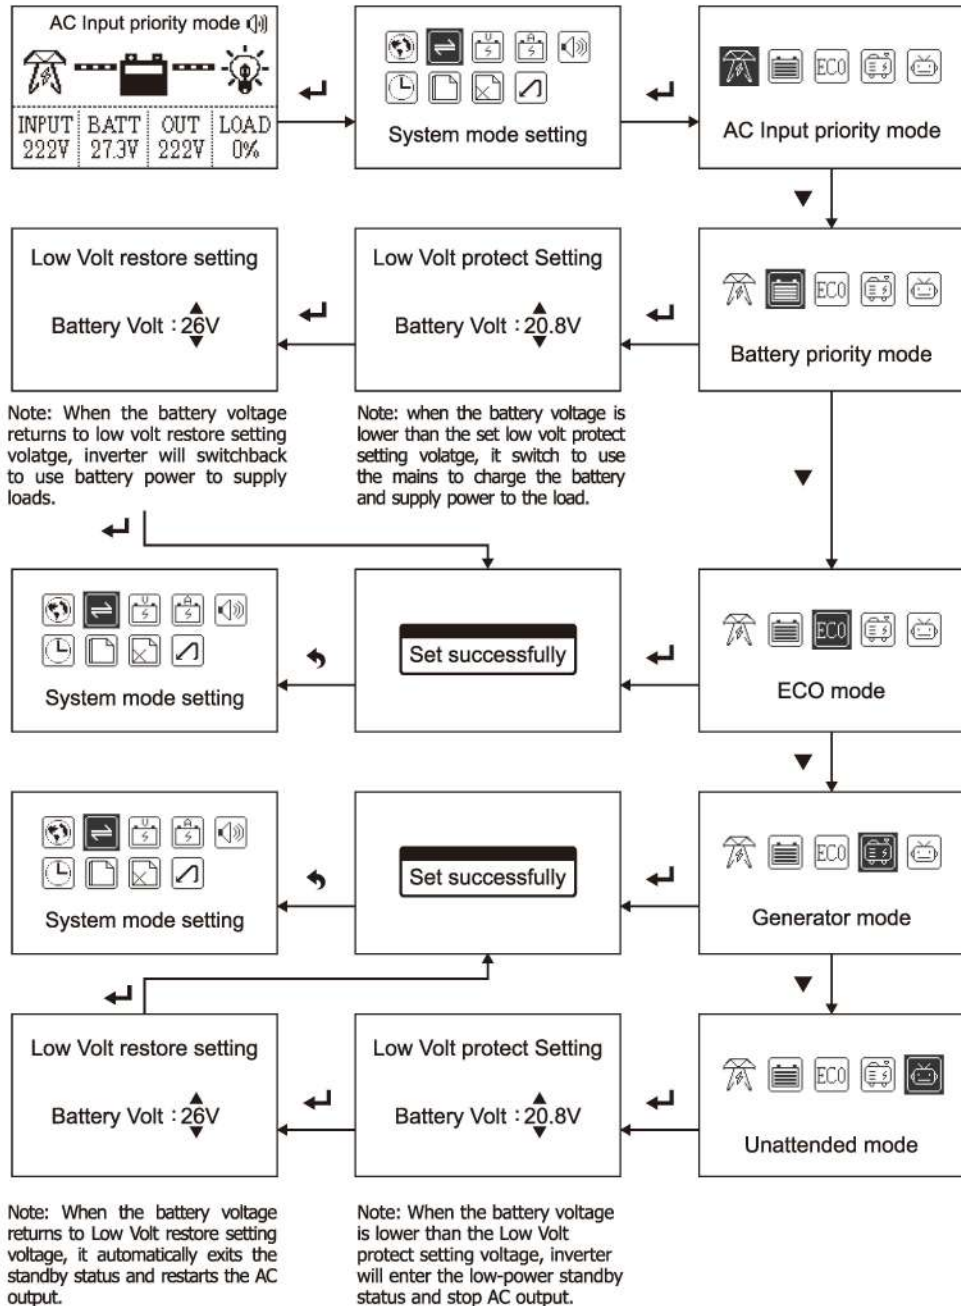 AC Input priority mode
INPUT BATT OUT LOAD
222V 27.3V 222V 0%
System mode setting
ECO
AC Input priority mode
Low Volt restore setting
Battery Volt : 26V
Low Volt protect Setting
Battery Volt : 20.8V
ECO
Battery priority mode
Note: When the battery voltage
returns to low volt restore setting
volatge, inverter will switchback
to use battery power to supply
loads.
Note: when the battery voltage is
lower than the set low volt protect
setting volatge, it switch to use
the mains to charge the battery
and supply power to the load.
System mode setting
Set successfully
ECO
ECO mode
System mode setting
Set successfully
ECO
Generator mode
Low Volt restore setting
Battery Volt : 26V
Low Volt protect Setting
Battery Volt : 20.8V
ECO
Unattended mode
Note: When the battery voltage
returns to Low Volt restore setting
voltage, it automatically exits the
standby status and restarts the AC
output.
Note: When the battery voltage
is lower than the Low Volt
protect setting voltage, inverter
will enter the low-power standby
status and stop AC output.